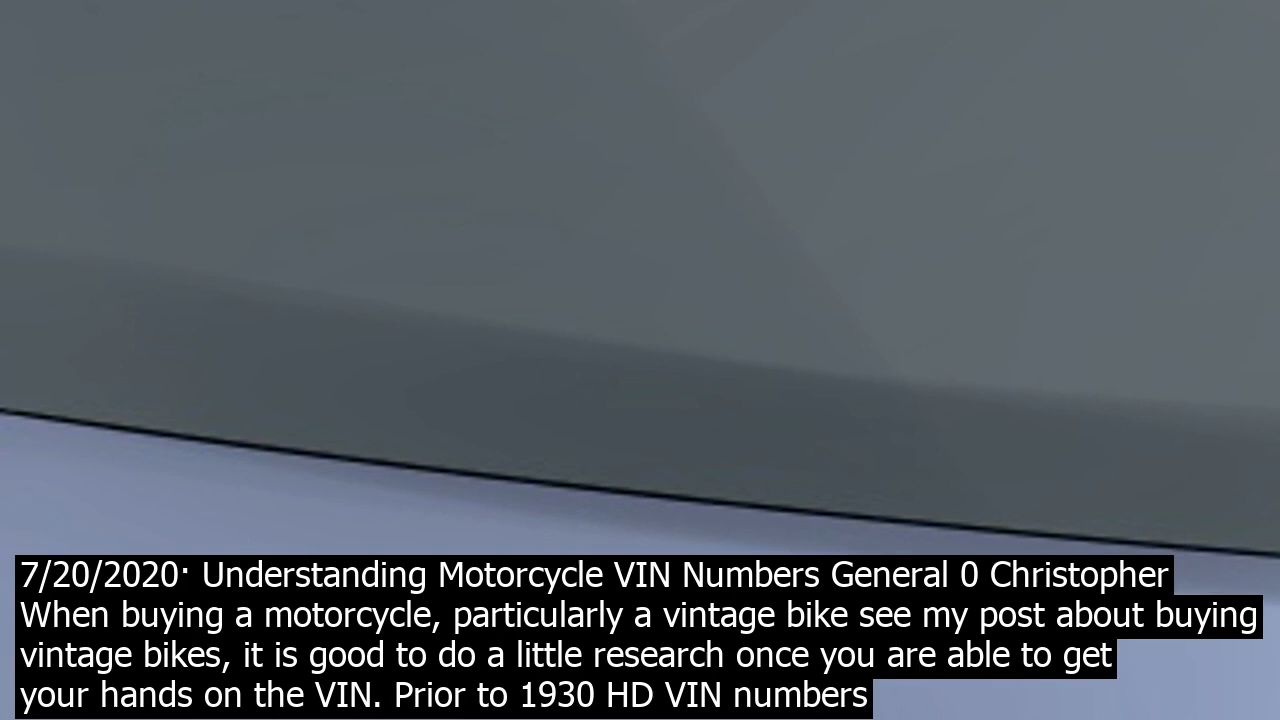 7/20/2020· Understanding Motorcycle VIN Numbers General 0 Christopher
When buying a motorcycle, particularly a vintage bike see my post about buying
vintage bikes, it is good to do a little research once you are able to get
your hands on the VIN. Prior to 1930 HD VIN numbers